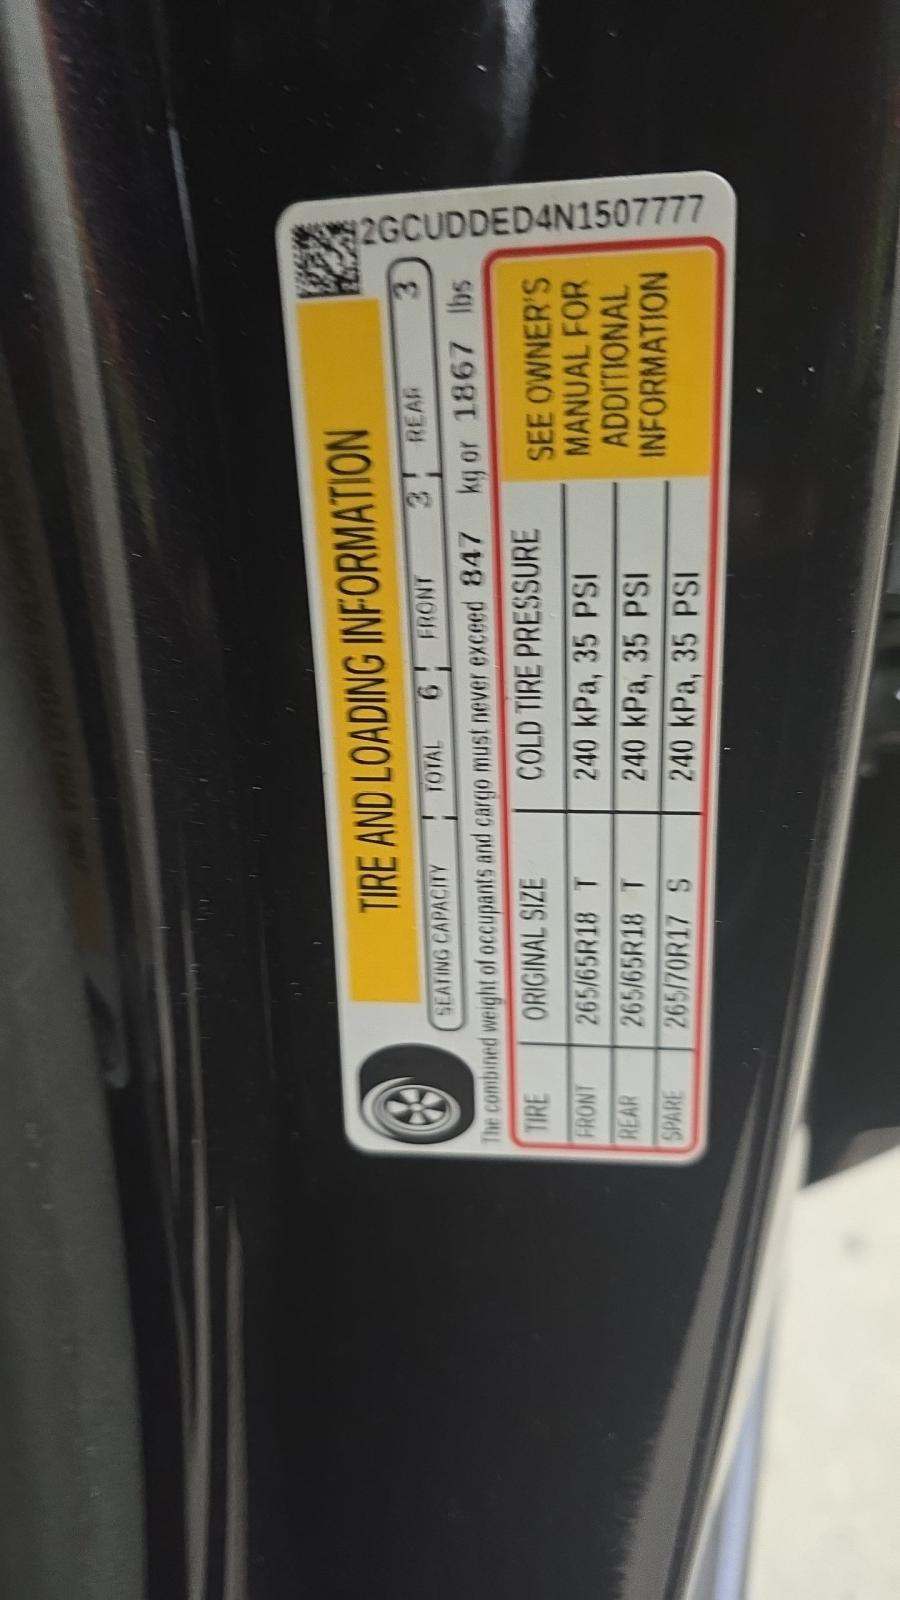 2GCUDDED4N1507777
TIRE AND LOADING INFORMATION
SEATING CAPACITY TOTAL 6 FRONT 3 REAR 3
The combined weight of occupants and cargo must never exceed 847 kg or 1867 lbs
TIRE ORIGINAL SIZE COLD TIRE PRESSURE
FRONT 265/65R18 T 240 kPa, 35 PSI
REAR 265/65R18 T 240 kPa, 35 PSI
SPARE 265/70R17 S 240 kPa, 35 PSI
SEE OWNER'S
MANUAL FOR
ADDITIONAL
INFORMATION